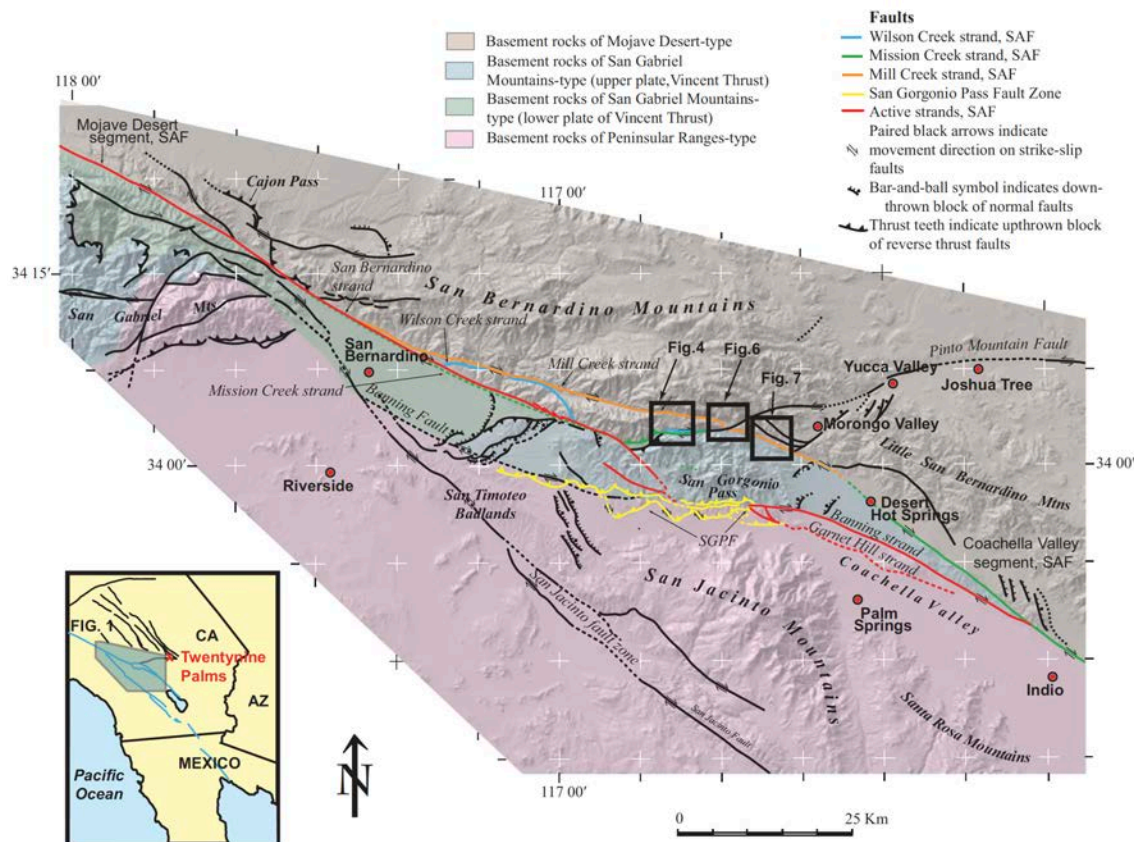 Faults
Wilson Creek strand, SAF
Mission Creek strand, SAF
Mill Creek strand, SAF
San Gorgonio Pass Fault Zone
Active strands, SAF
Paired black arrows indicate
movement direction on strike-slip
faults
Bar-and-ball symbol indicates down-
thrown block of normal faults
Thrust teeth indicate upthrown block
of reverse thrust faults
Basement rocks of Mojave Desert-type
Basement rocks of San Gabriel
Mountains-type (upper plate, Vincent Thrust)
Basement rocks of San Gabriel Mountains-
type (lower plate of Vincent Thrust)
Basement rocks of Peninsular Ranges-type
118 00'
Mojave Desert
segment, SAF
Cajon Pass
117 00'
34 15'
San Bernardino
strand
San Bernardino Mountains
San Gabriel Mts
Wilson Creek strand
San
Bernardino
Mill Creek strand
Fig.4
Fig.6
Fig. 7
Pinto Mountain Fault
Yucca Valley
Joshua Tree
Mission Creek strand
Banning Fault
Morongo Valley
Little San Bernardino Mtns
34 00'
34 00'
Riverside
San Gorgonio
Pass
San Timoteo
Badlands
Desert
Hot Springs
SGPF
Banning strand
Garnet Hill strand
Coachella Valley
segment, SAF
Coachella Valley
San Jacinto Mountains
San Jacinto fault zone
Palm
Springs
Indio
Santa Rosa Mountains
San Jacinto Fault
FIG. 1
CA
Twentynine
Palms
AZ
MEXICO
Pacific
Ocean
N
117 00'
0
25 Km